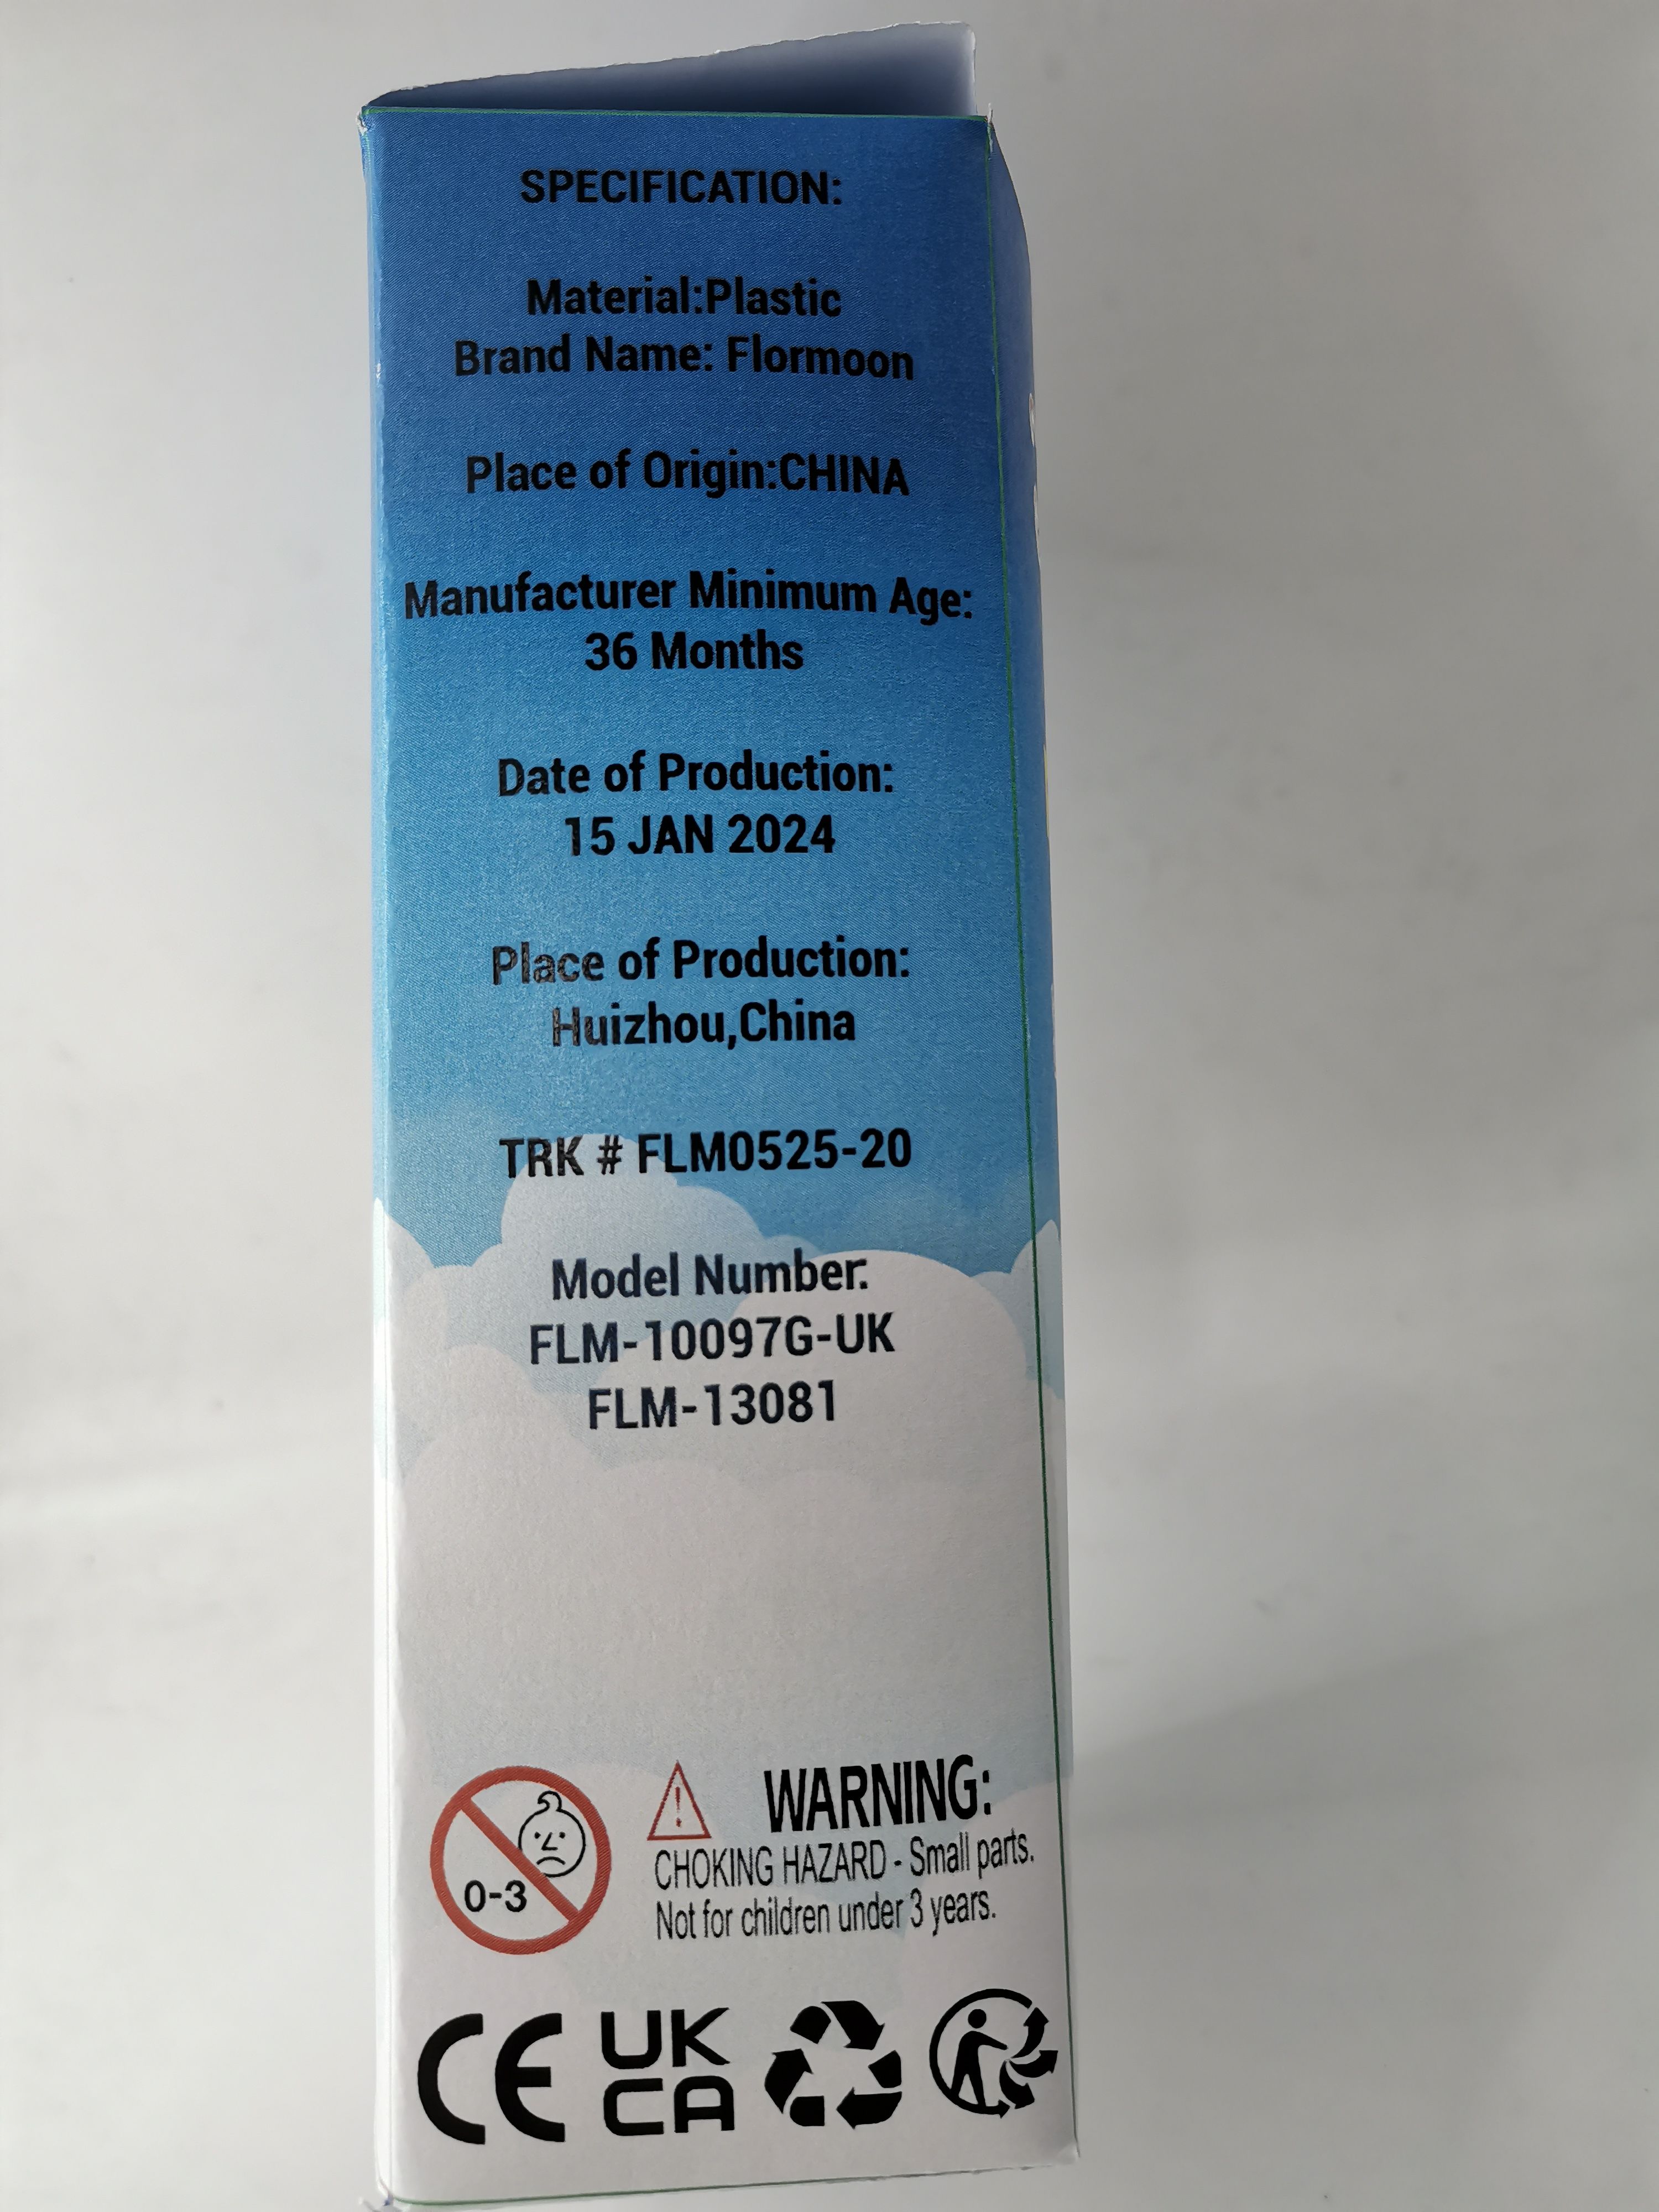 SPECIFICATION:
Material:Plastic
Brand Name: Flormoon
Place of Origin:CHINA
Manufacturer Minimum Age:
36 Months
Date of Production:
15 JAN 2024
Place of Production:
Huizhou,China
TRK # FLM0525-20
Model Number:
FLM-10097G-UK
FLM-13081
0-3
WARNING:
CHOKING HAZARD - Small parts.
Not for children under 3 years.
CE
UK
CA